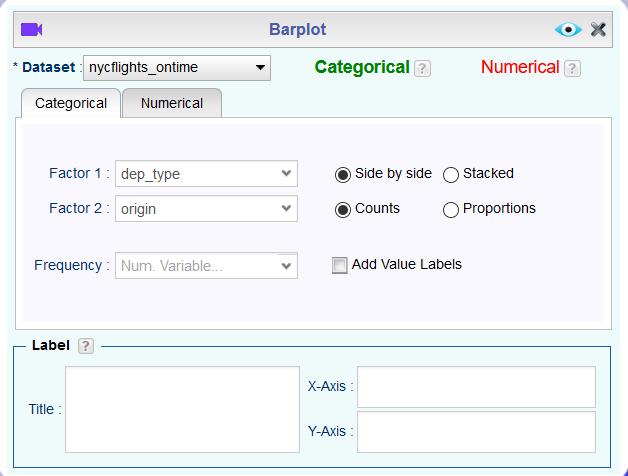 Barplot
* Dataset : nycflights_ontime Categorical ? Numerical ?
Categorical Numerical
Factor 1 : dep_type Side by side Stacked
Factor 2 : origin Counts Proportions
Frequency : Num. Variable... Add Value Labels
Label ?
Title : X-Axis :
Y-Axis :